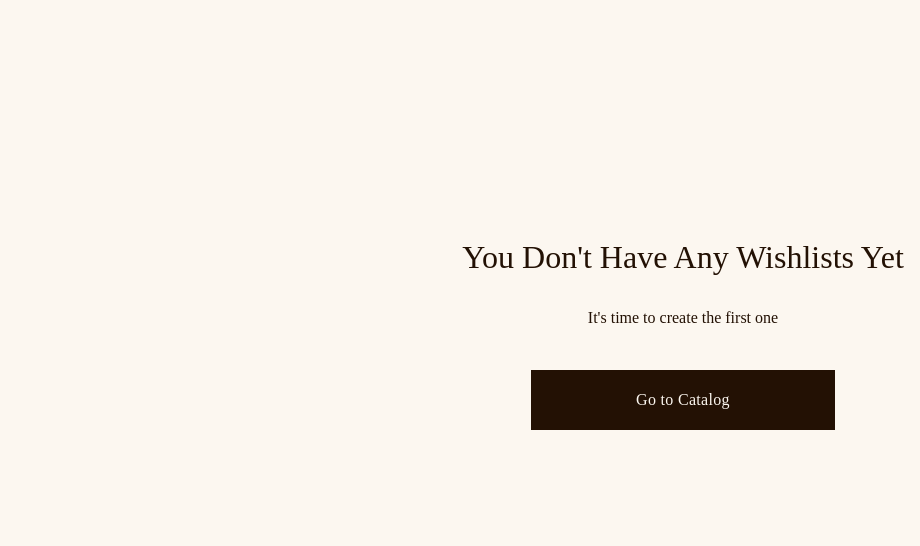 You Don't Have Any Wishlists Yet
It's time to create the first one
Go to Catalog